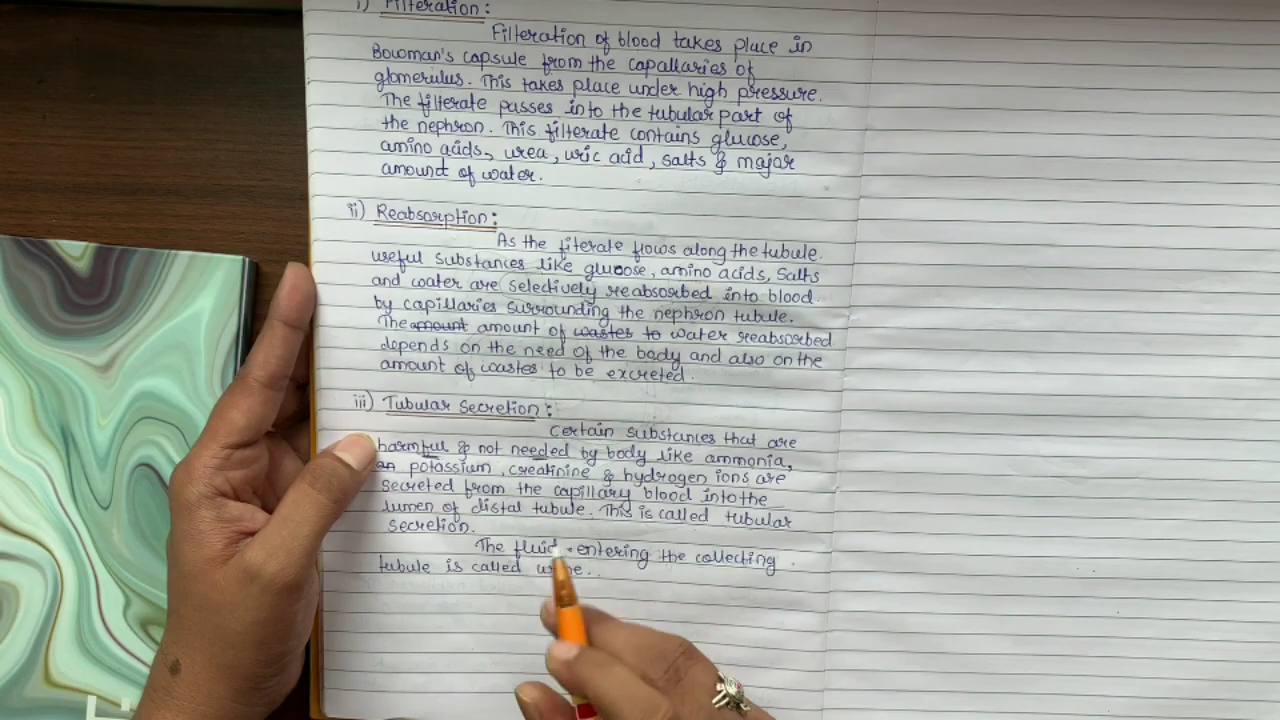 i) Filteration:
Filteration of blood takes place in
Bowman's capsule from the capallaries of
glomerulus. This takes place under high pressure.
The filterate passes into the tubular part of
the nephron. This filterate contains glucose,
amino acids, urea, uric acid, salts & major
amount of water.
ii) Reabsorption:
As the fiterate flows along the tubule.
useful substances like glucose, amino acids, salts
and water are selectively reabsorbed into blood.
by capillaries surrounding the nephron tubule.
The amount amount of wastes to water reabsorbed
depends on the need of the body and also on the
amount of wastes to be excreted.
iii) Tubular Secretion:
Certain substances that are
harmful & not needed by body like ammonia,
an potassium, creatinine & hydrogen ions are
secreted from the capillary blood into the
lumen of distal tubule. This is called tubular
secretion.
The fluid entering the collecting
tubule is called urine.